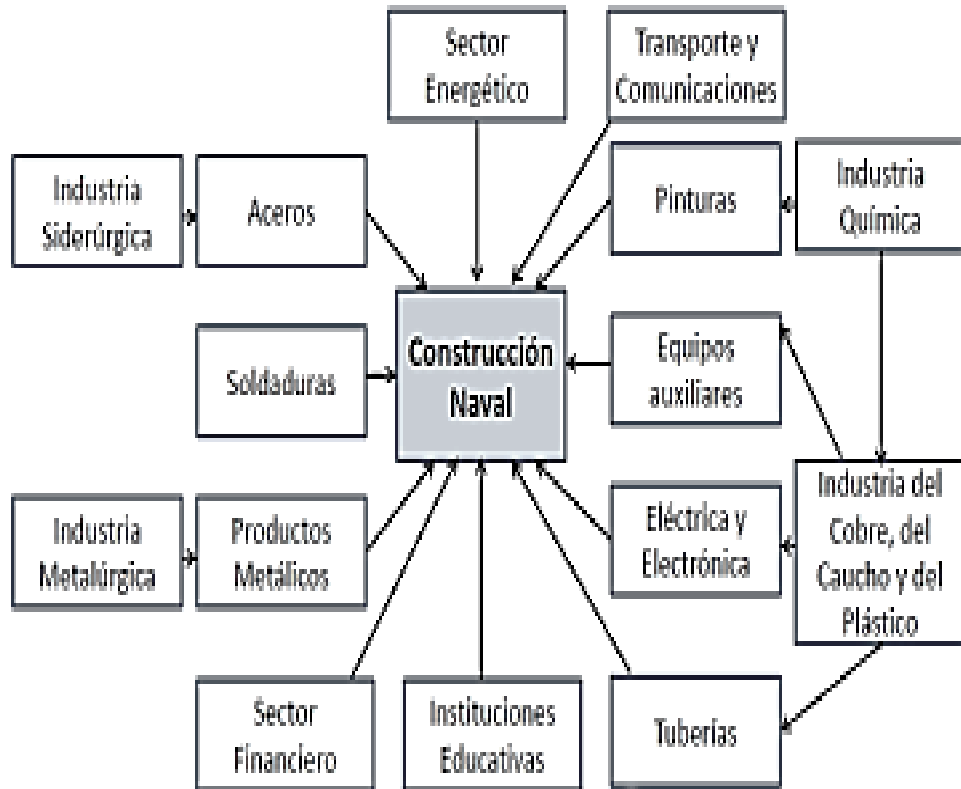 Sector
Energético
Transporte y
Comunicaciones
Industria
Siderúrgica
Aceros
Pinturas
Industria
Química
Construcción
Naval
Soldaduras
Equipos
auxiliares
Industria
Metalúrgica
Productos
Metálicos
Eléctrica y
Electrónica
Industria del
Cobre, del
Caucho y del
Plástico
Sector
Financiero
Instituciones
Educativas
Tuberías